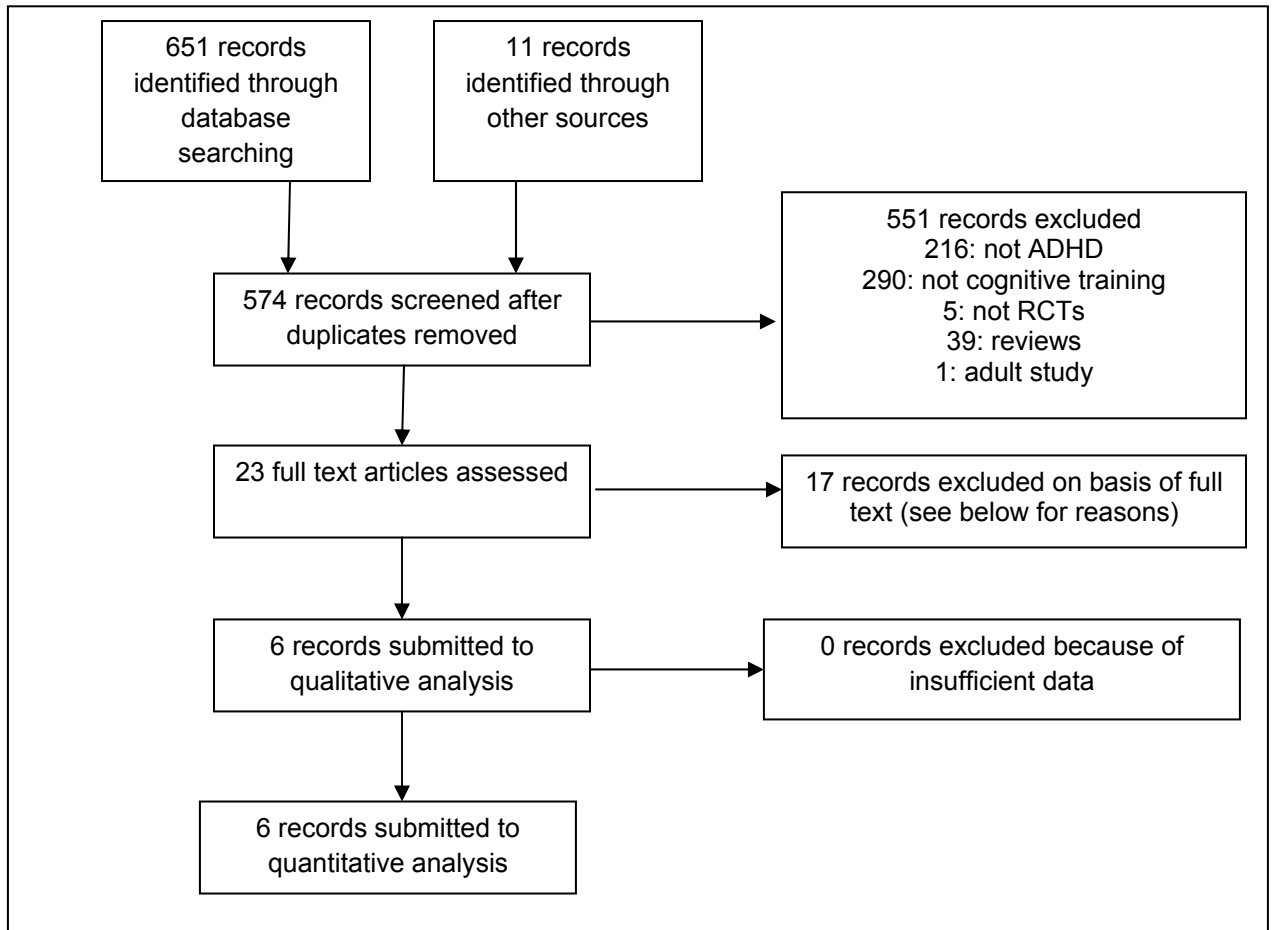 651 records
identified through
database
searching
11 records
identified through
other sources
551 records excluded
216: not ADHD
290: not cognitive training
5: not RCTs
39: reviews
1: adult study
574 records screened after
duplicates removed
23 full text articles assessed
17 records excluded on basis of full
text (see below for reasons)
6 records submitted to
qualitative analysis
0 records excluded because of
insufficient data
6 records submitted to
quantitative analysis